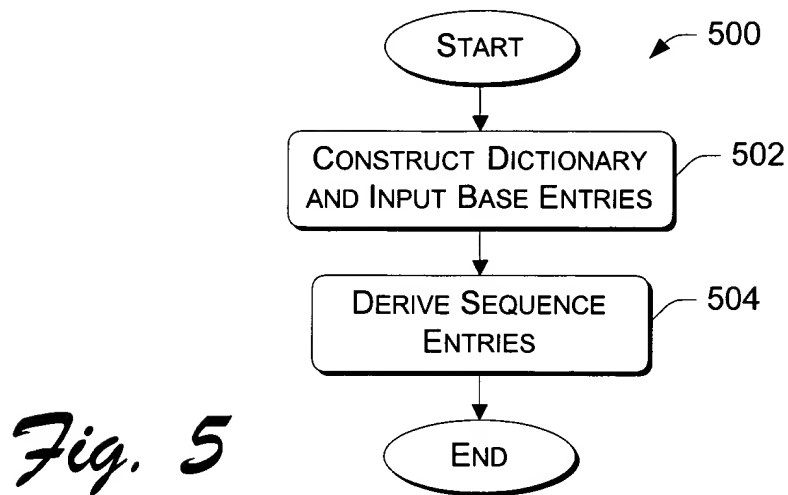 START
500
CONSTRUCT DICTIONARY
AND INPUT BASE ENTRIES
502
DERIVE SEQUENCE
ENTRIES
504
END
Fig. 5